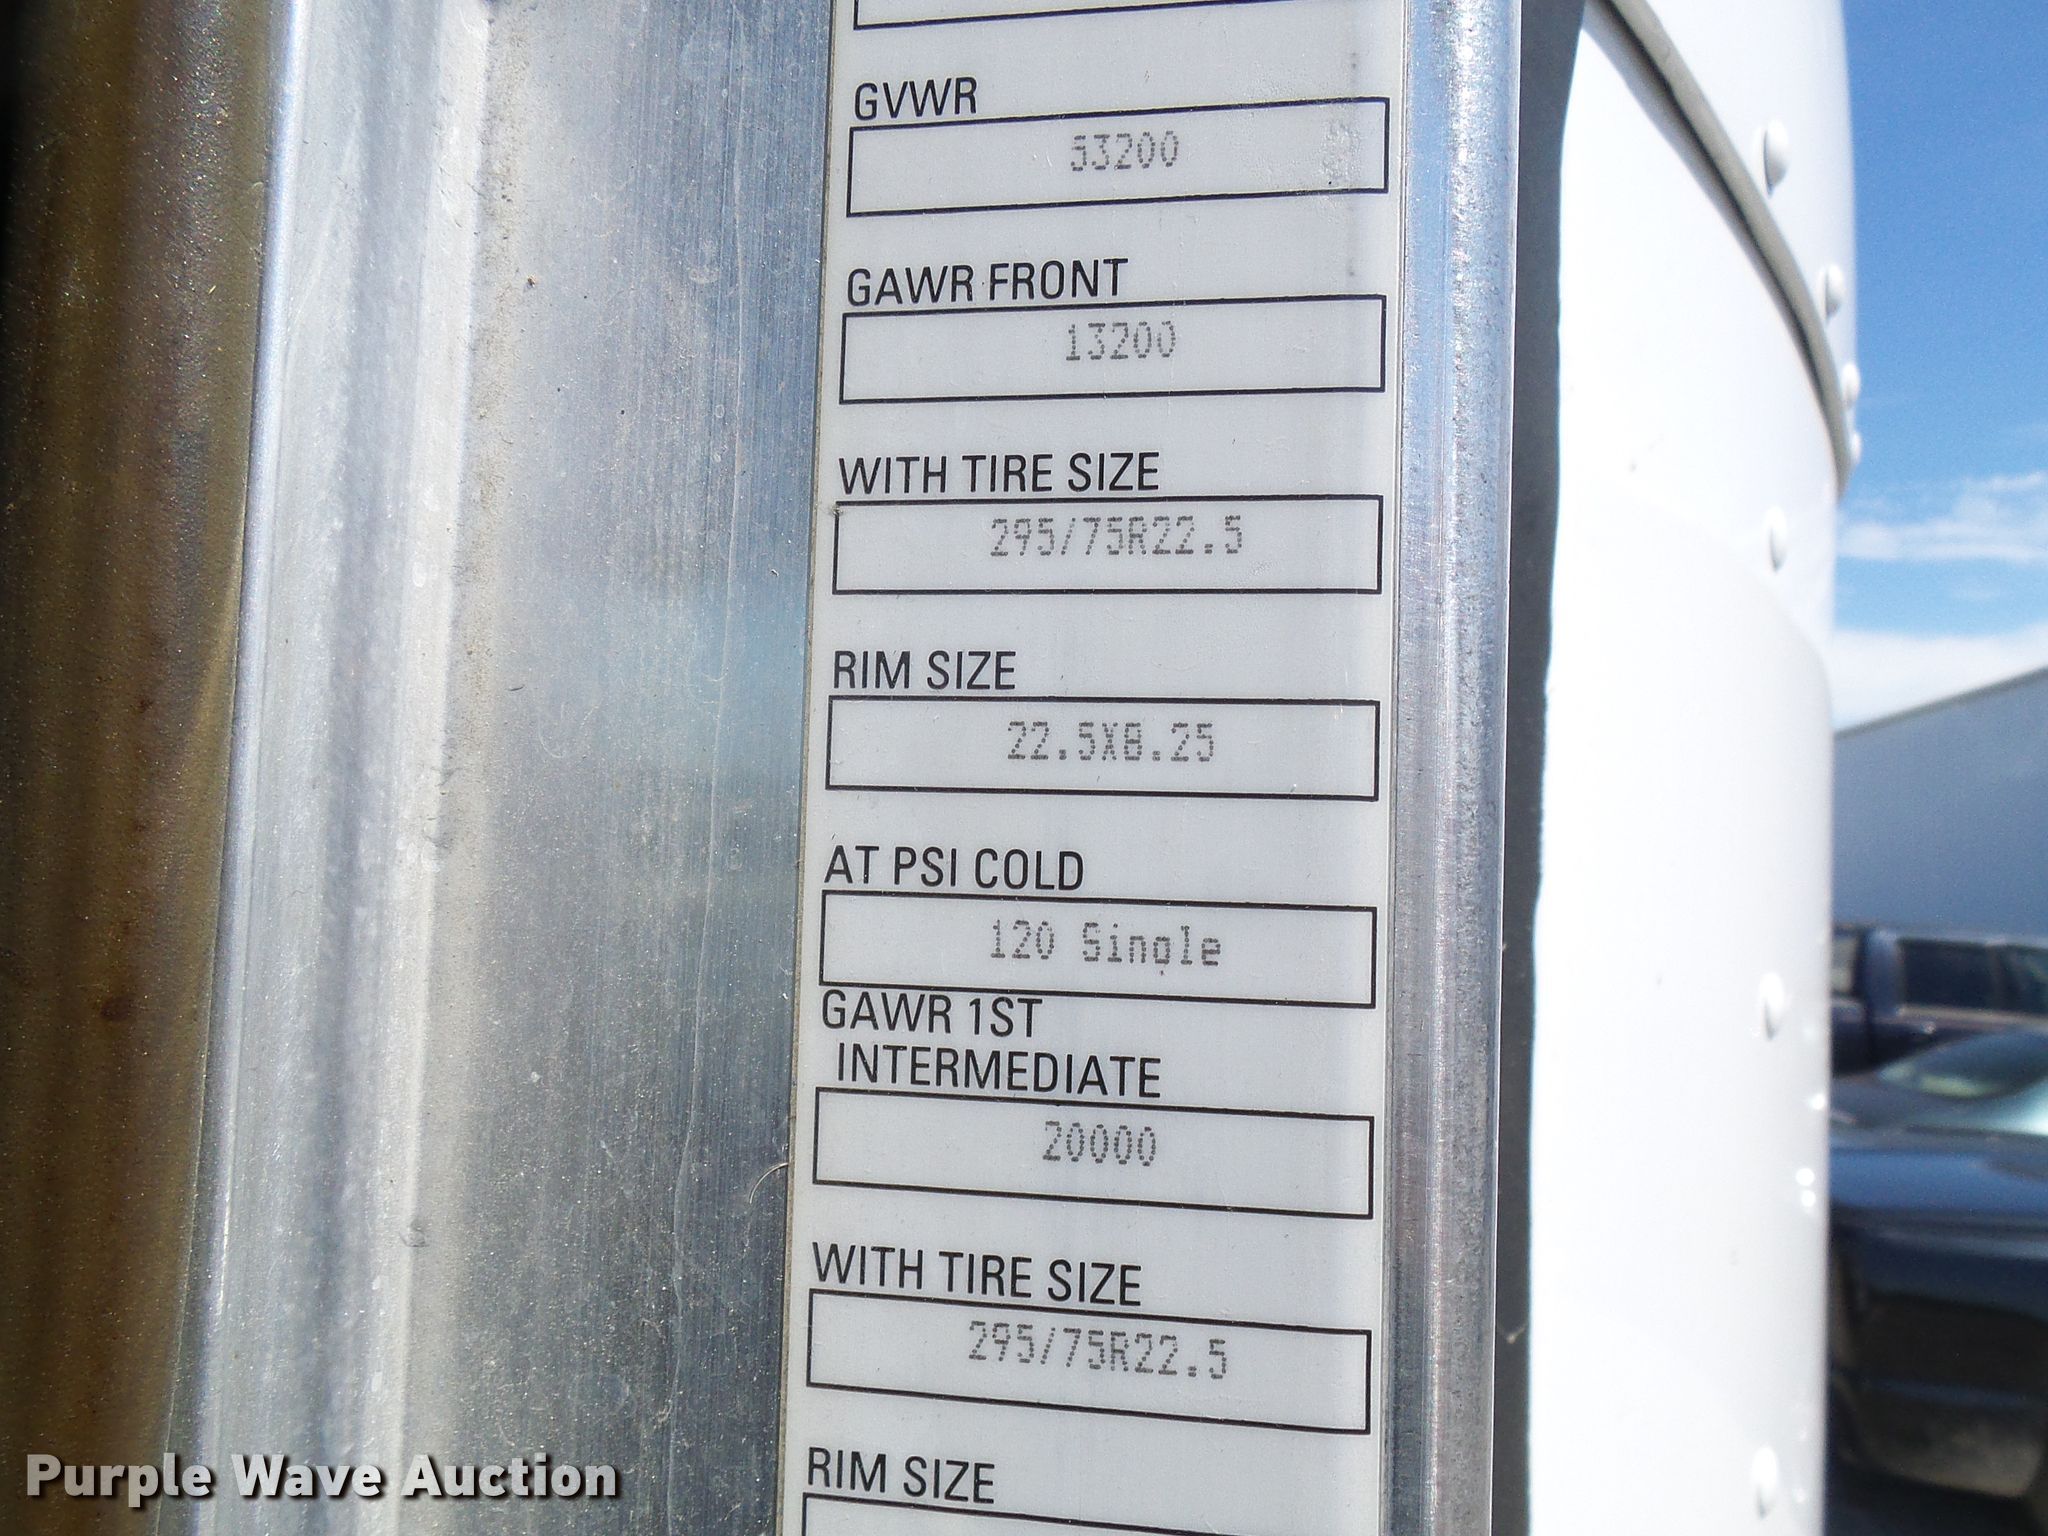 GVWR
53200
GAWR FRONT
13200
WITH TIRE SIZE
295/75R22.5
RIM SIZE
22.5X8.25
AT PSI COLD
120 Single
GAWR 1ST
INTERMEDIATE
20000
WITH TIRE SIZE
295/75R22.5
RIM SIZE
Purple Wave Auction